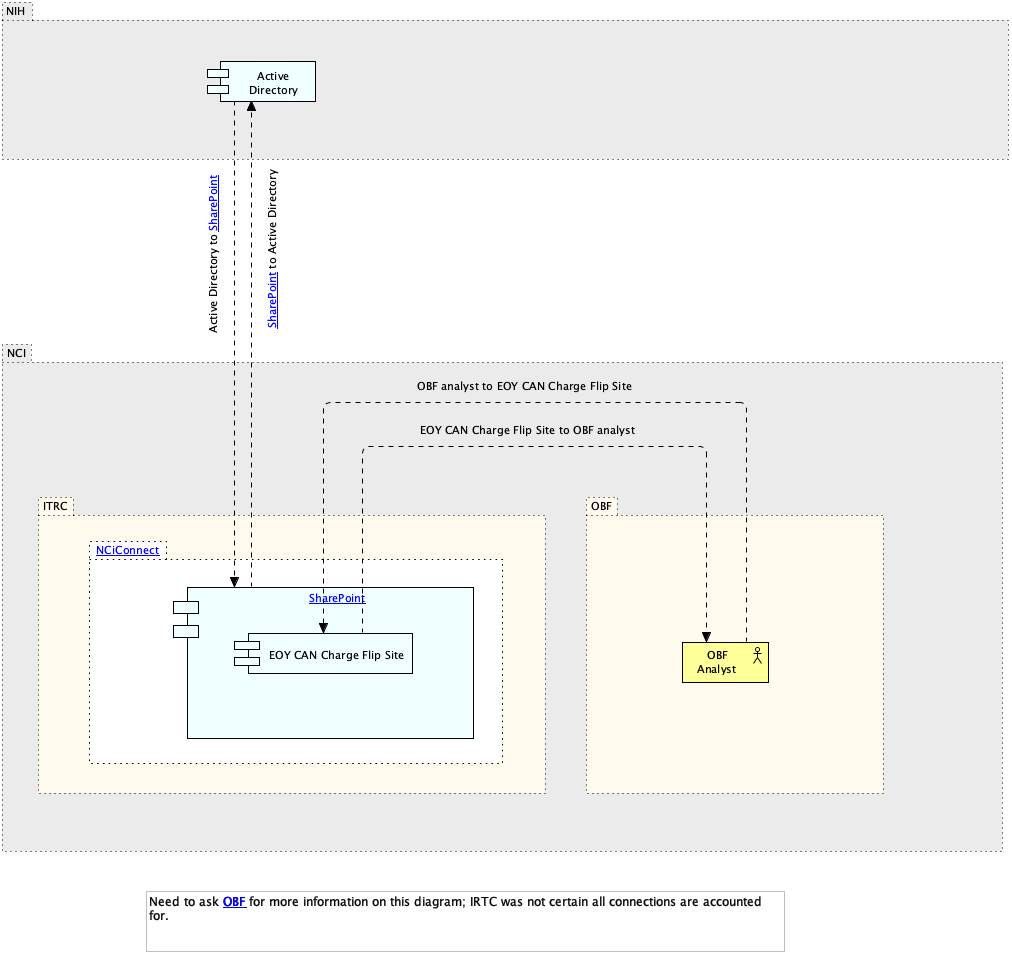 NIH
Active
Directory
Active Directory to SharePoint
SharePoint to Active Directory
NCI
OBF analyst to EOY CAN Charge Flip Site
EOY CAN Charge Flip Site to OBF analyst
ITRC
OBF
NCiConnect
SharePoint
EOY CAN Charge Flip Site
OBF
Analyst
Need to ask OBF for more information on this diagram; IRTC was not certain all connections are accounted
for.